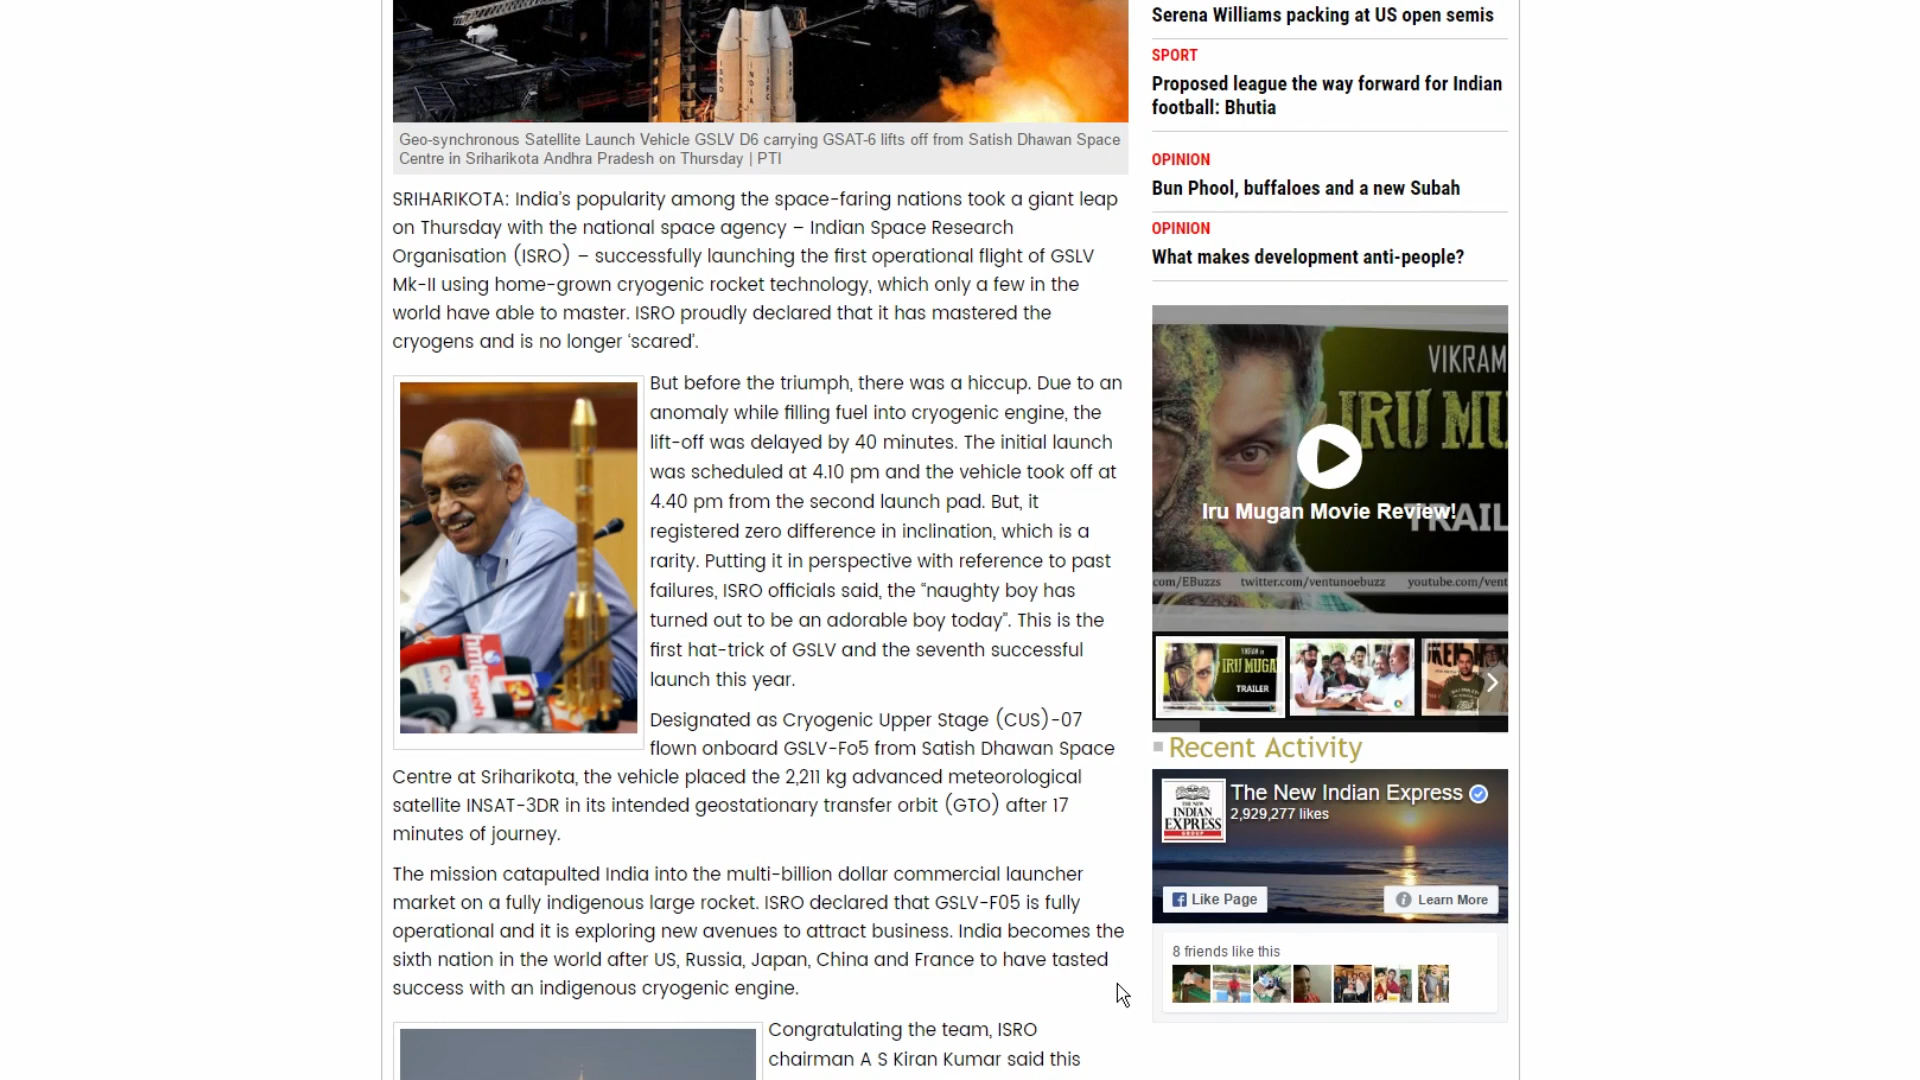 Geo-synchronous Satellite Launch Vehicle GSLV D6 carrying GSAT-6 lifts off from Satish Dhawan Space
Centre in Sriharikota Andhra Pradesh on Thursday | PTI
SRIHARIKOTA: India's popularity among the space-faring nations took a giant leap
on Thursday with the national space agency – Indian Space Research
Organisation (ISRO) – successfully launching the first operational flight of GSLV
Mk-II using home-grown cryogenic rocket technology, which only a few in the
world have able to master. ISRO proudly declared that it has mastered the
cryogens and is no longer 'scared'.
But before the triumph, there was a hiccup. Due to an
anomaly while filling fuel into cryogenic engine, the
lift-off was delayed by 40 minutes. The initial launch
was scheduled at 4.10 pm and the vehicle took off at
4.40 pm from the second launch pad. But, it
registered zero difference in inclination, which is a
rarity. Putting it in perspective with reference to past
failures, ISRO officials said, the "naughty boy has
turned out to be an adorable boy today". This is the
first hat-trick of GSLV and the seventh successful
launch this year.
Designated as Cryogenic Upper Stage (CUS)-07
flown onboard GSLV-Fo5 from Satish Dhawan Space
Centre at Sriharikota, the vehicle placed the 2,211 kg advanced meteorological
satellite INSAT-3DR in its intended geostationary transfer orbit (GTO) after 17
minutes of journey.
The mission catapulted India into the multi-billion dollar commercial launcher
market on a fully indigenous large rocket. ISRO declared that GSLV-F05 is fully
operational and it is exploring new avenues to attract business. India becomes the
sixth nation in the world after US, Russia, Japan, China and France to have tasted
success with an indigenous cryogenic engine.
Congratulating the team, ISRO
chairman A S Kiran Kumar said this
Serena Williams packing at US open semis
SPORT
Proposed league the way forward for Indian
football: Bhutia
OPINION
Bun Phool, buffaloes and a new Subah
OPINION
What makes development anti-people?
VIKRAM
IRU MU
Iru Mugan Movie Review!
TRAIL
com/EBuzzs twitter.com/ventunoebuzz youtube.com/vent
IRU MUGA
TRAILER
Recent Activity
THE NEW
INDIAN
EXPRESS
The New Indian Express
2,929,277 likes
Like Page
Learn More
8 friends like this